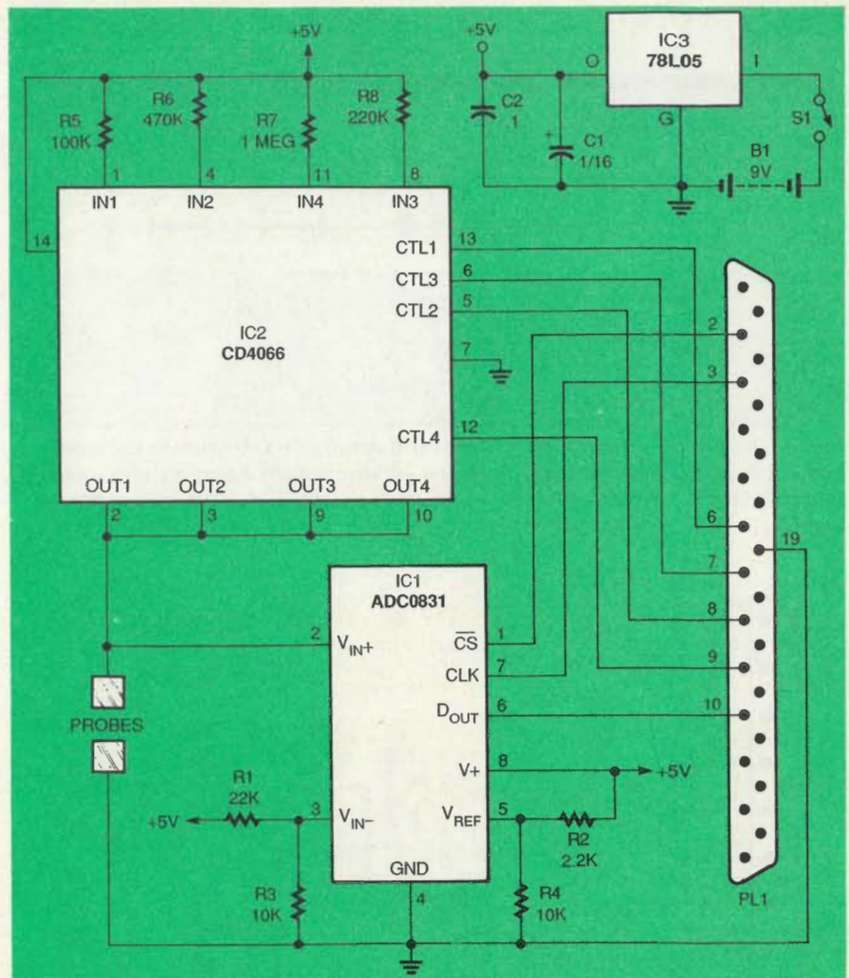 +5V
+5V
O
IC3
78L05
I
R5
100K
R6
470K
R7
1 MEG
R8
220K
C2
.1
C1
+
1/16
G
S1
B1
9V
1
4
11
8
IN1
IN2
IN4
IN3
14
CTL1
13
CTL3
6
CTL2
5
IC2
CD4066
7
CTL4
12
OUT1
OUT2
OUT3
OUT4
2
3
9
10
2
3
6
19
7
8
9
10
IC1
ADC0831
2
VIN+
CS
1
CLK
7
DOUT
6
PROBES
V+
8
+5V
R1
22K
+5V
3
VIN–
VREF
5
R2
2.2K
GND
4
R3
10K
R4
10K
PL1